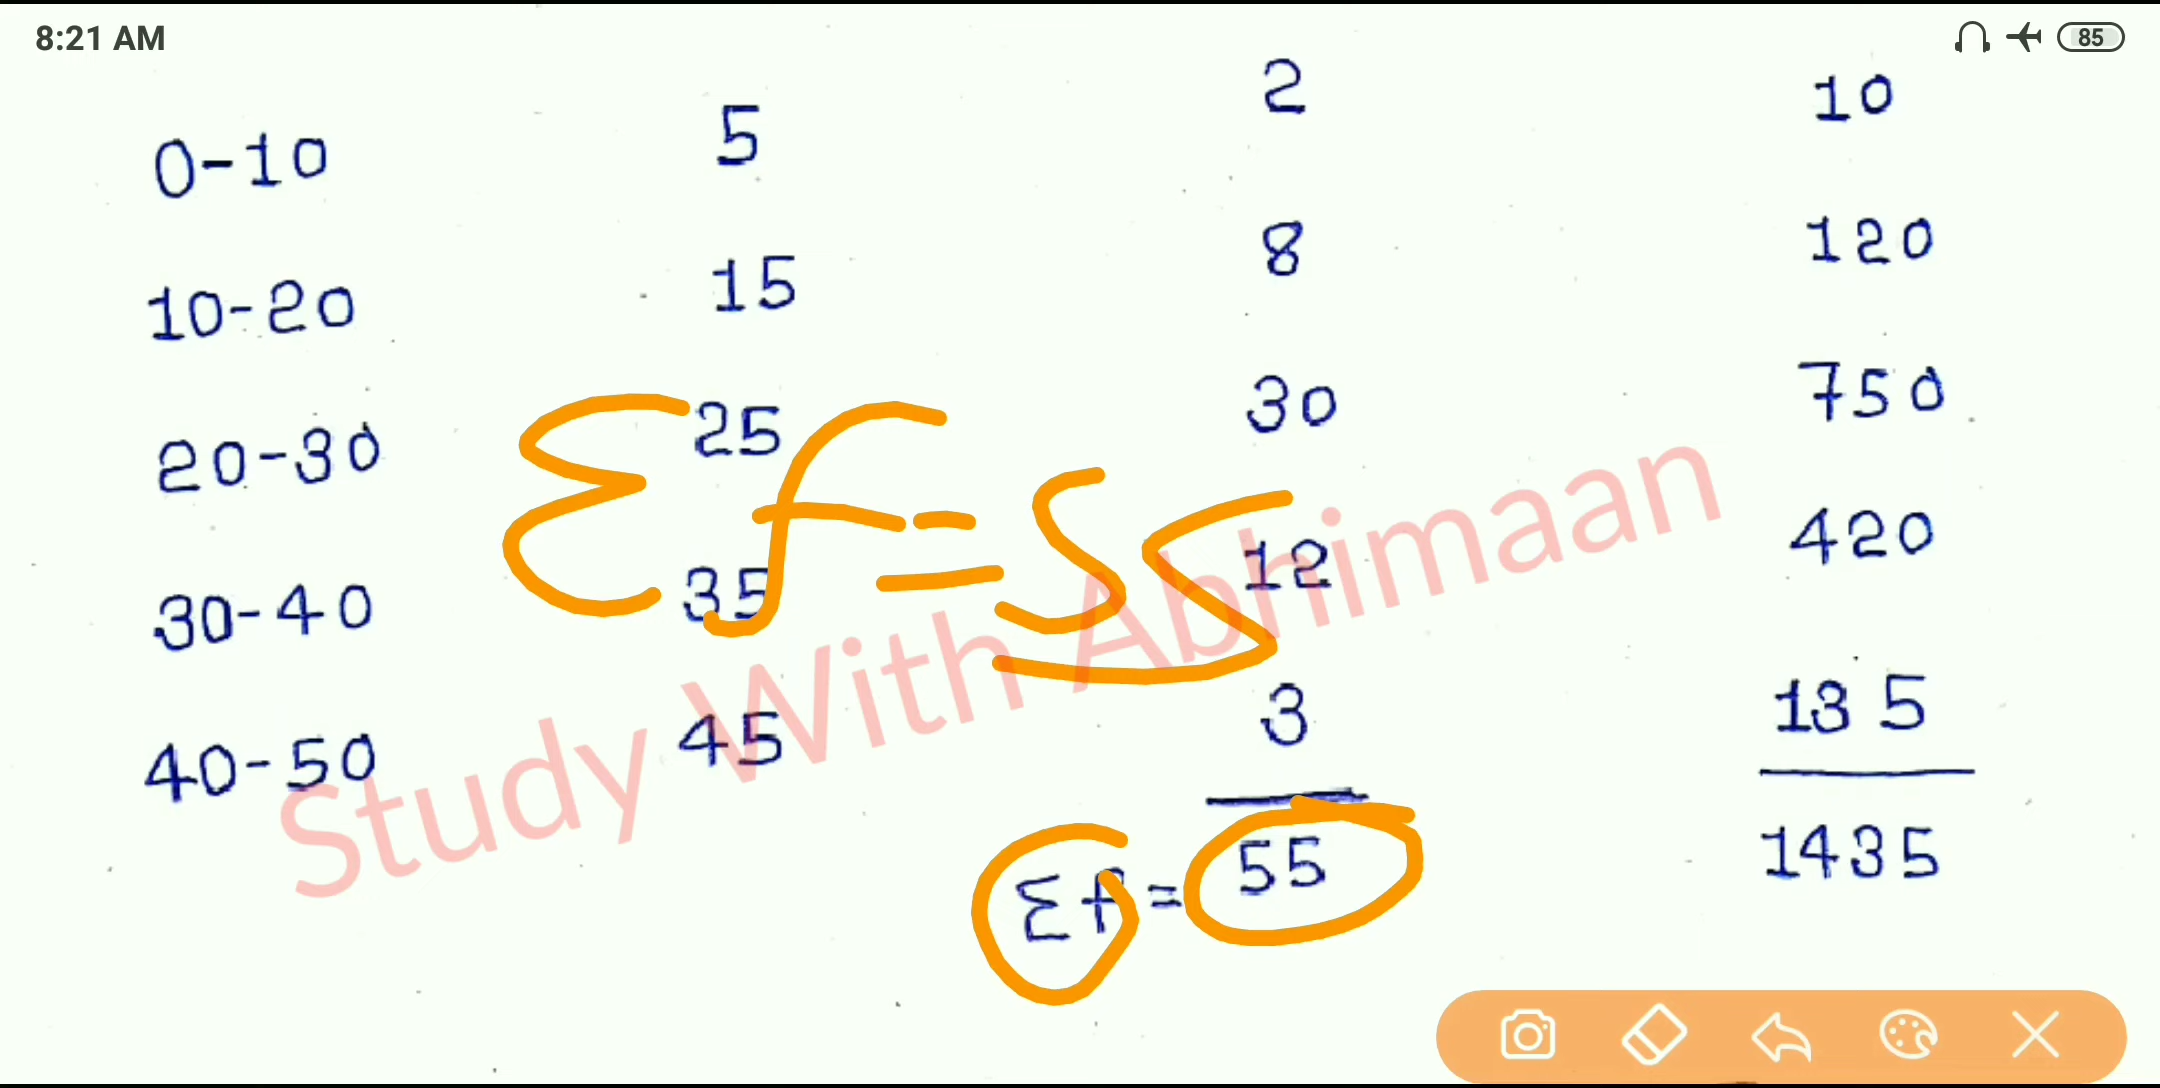 8:21 AM 85
0-10 5 2 10
10-20 15 8 120
20-30 25 30 750
Σf=55
30-40 35 12 420
40-50 45 3 135
Σf = 55 1435
Study With Abhimaan